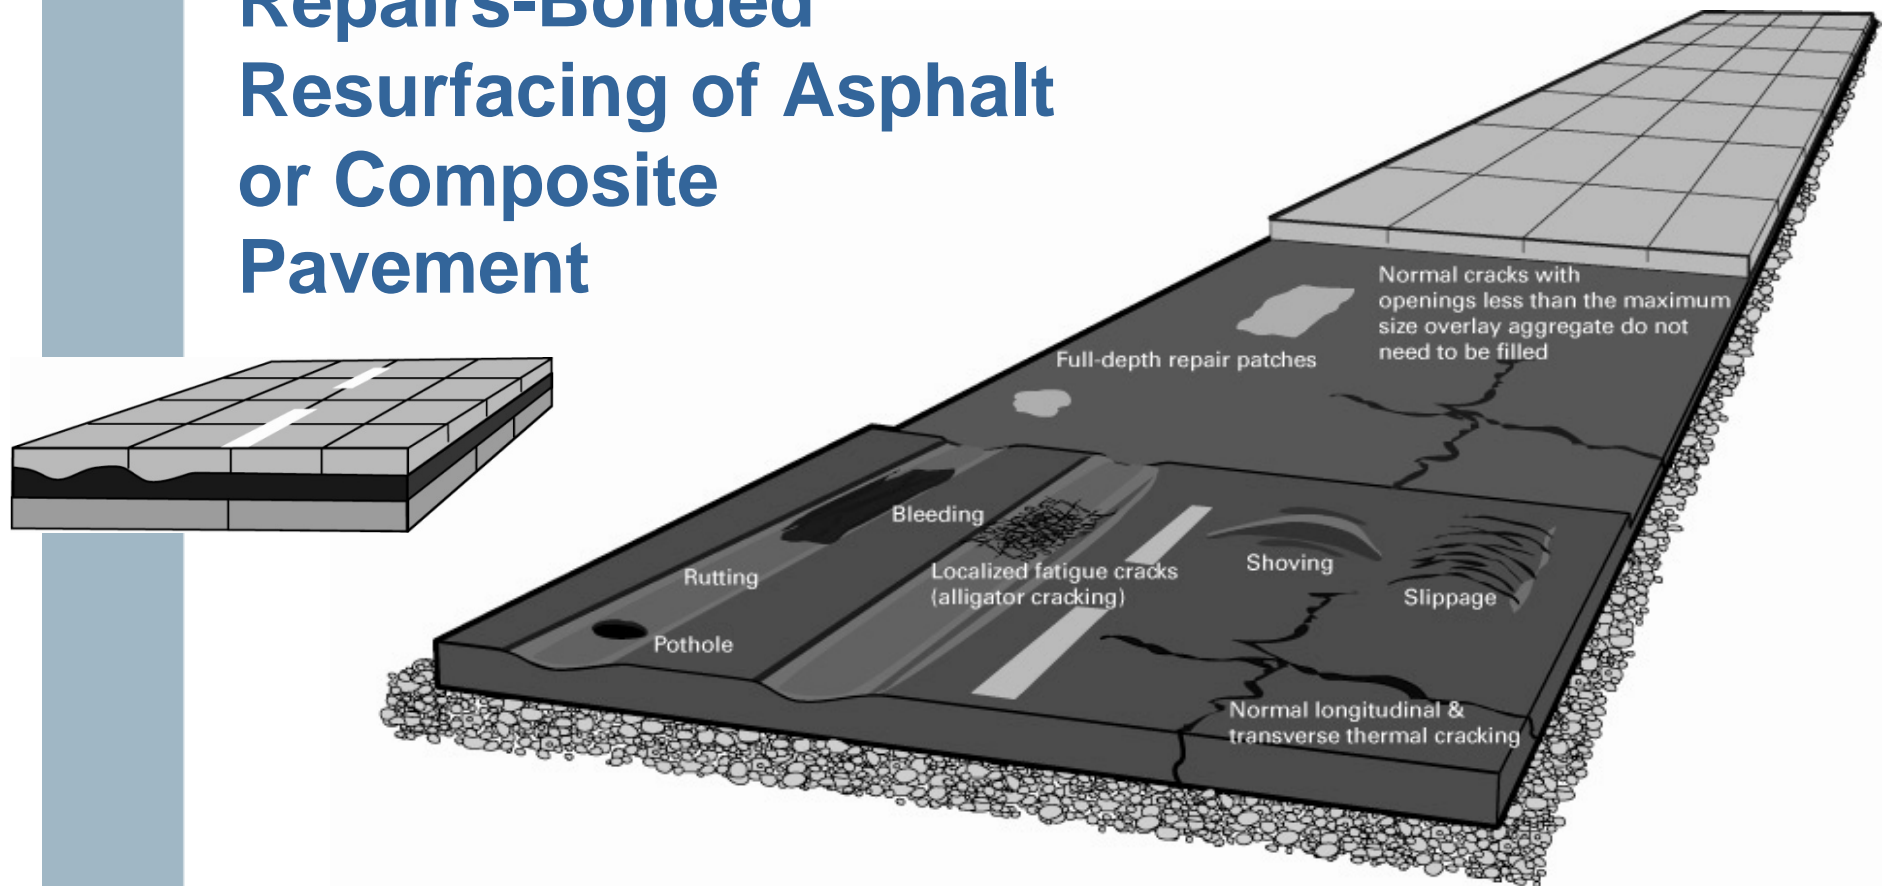 Repairs-Bonded
Resurfacing of Asphalt
or Composite
Pavement
Normal cracks with
openings less than the maximum
size overlay aggregate do not
need to be filled
Full-depth repair patches
Bleeding
Rutting
Localized fatigue cracks
(alligator cracking)
Shoving
Slippage
Pothole
Normal longitudinal &
transverse thermal cracking